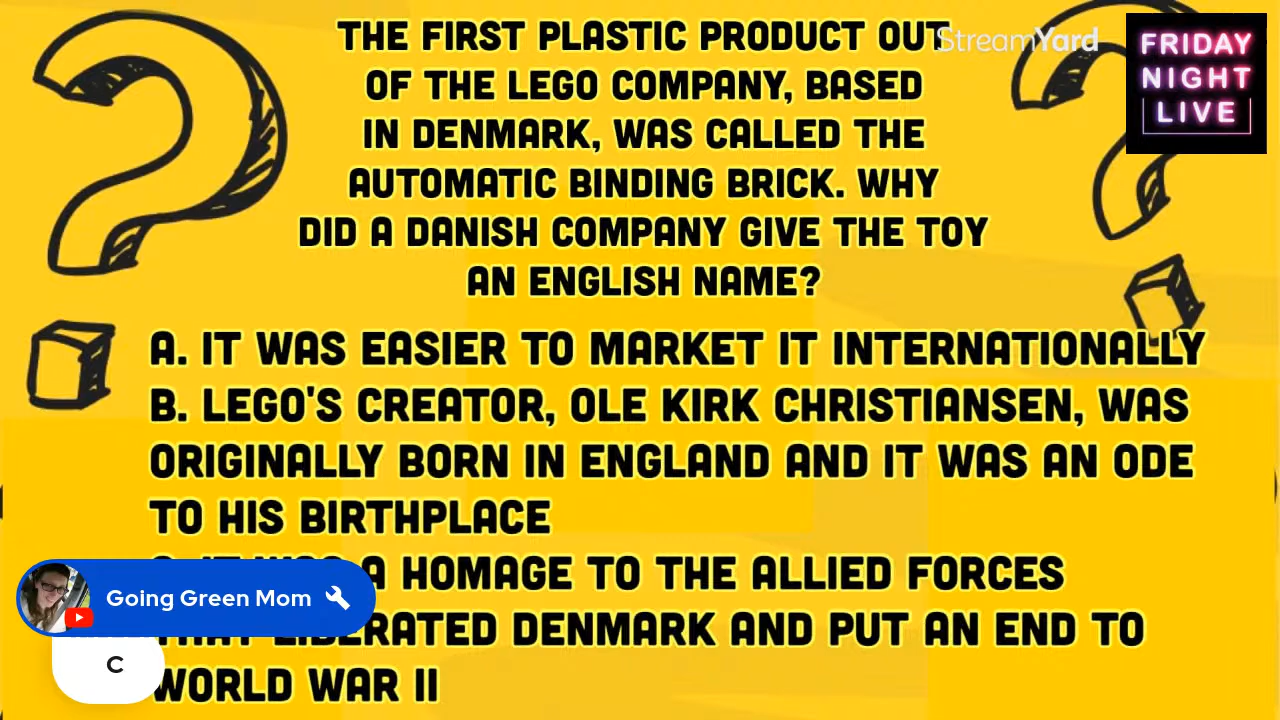 THE FIRST PLASTIC PRODUCT OUT
OF THE LEGO COMPANY, BASED
IN DENMARK, WAS CALLED THE
AUTOMATIC BINDING BRICK. WHY
DID A DANISH COMPANY GIVE THE TOY
AN ENGLISH NAME?
StreamYard
FRIDAY
NIGHT
LIVE
A. IT WAS EASIER TO MARKET IT INTERNATIONALLY
B. LEGO'S CREATOR, OLE KIRK CHRISTIANSEN, WAS
ORIGINALLY BORN IN ENGLAND AND IT WAS AN ODE
TO HIS BIRTHPLACE
A HOMAGE TO THE ALLIED FORCES
LIBERATED DENMARK AND PUT AN END TO
WORLD WAR II
Going Green Mom
C